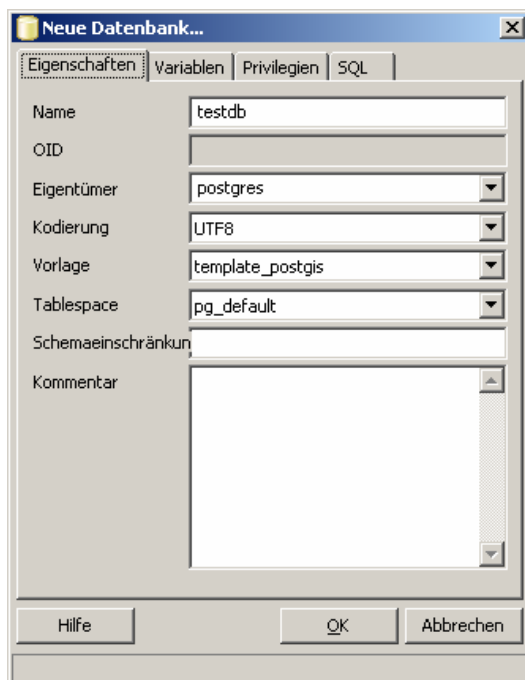 Neue Datenbank...
Eigenschaften Variablen Privilegien SQL
Name testdb
OID
Eigentümer postgres
Kodierung UTF8
Vorlage template_postgis
Tablespace pg_default
Schemaeinschränkun
Kommentar
Hilfe OK Abbrechen